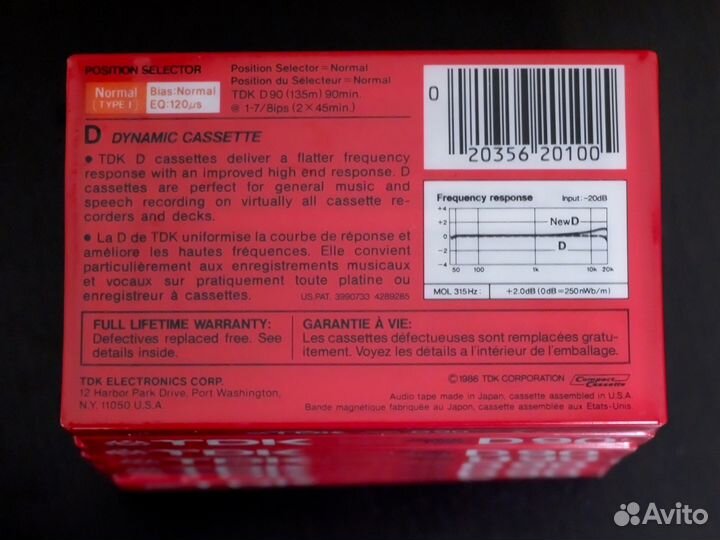 POSITION SELECTOR
Normal
(TYPE I)
Bias:Normal
EQ:120μs
Position Selector=Normal
Position du Sélecteur=Normal
TDK D90 (135m) 90min.
@ 1-7/8ips (2×45min.)
D DYNAMIC CASSETTE
● TDK D cassettes deliver a flatter frequency
response with an improved high end response. D
cassettes are perfect for general music and
speech recording on virtually all cassette re-
corders and decks.
● La D de TDK uniformise la courbe de réponse et
améliore les hautes fréquences. Elle convient
particulièrement aux enregistrements musicaux
et vocaux sur pratiquement toute platine ou
enregistreur à cassettes.
US.PAT. 3990733 4289285
0
20356 20100
Frequency response Input: -20dB
+4
+2
0
-2
-4
New D
D
50 100 1k 10k 20k
MOL 315Hz: +2.0dB (0dB=250nWb/m)
FULL LIFETIME WARRANTY:
Defectives replaced free. See
details inside.
GARANTIE À VIE:
Les cassettes défectueuses sont remplacées gratu-
itement. Voyez les détails a l'intérieur de l'emballage.
TDK ELECTRONICS CORP.
12 Harbor Park Drive, Port Washington,
N.Y. 11050 U.S.A.
©1986 TDK CORPORATION
Compact Cassette
Audio tape made in Japan, cassette assembled in U.S.A.
Bande magnétique fabriquée au Japon, cassette assemblée aux Etats-Unis.
TDK D90
TDK D90
Avito